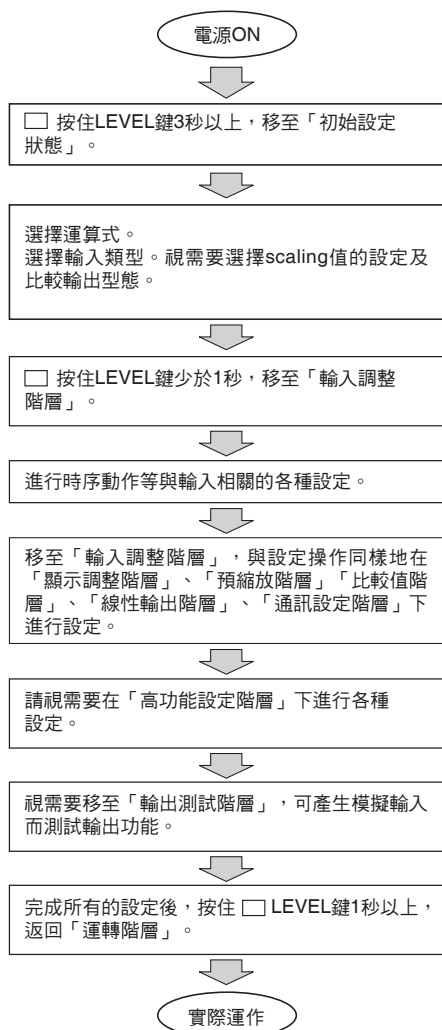 電源ON
□ 按住LEVEL鍵3秒以上，移至「初始設定
狀態」。
選擇運算式。
選擇輸入類型。視需要選擇scaling值的設定及
比較輸出型態。
□ 按住LEVEL鍵少於1秒，移至「輸入調整
階層」。
進行時序動作等與輸入相關的各種設定。
移至「輸入調整階層」，與設定操作同樣地在
「顯示調整階層」、「預縮放階層」「比較值階
層」、「線性輸出階層」、「通訊設定階層」下
進行設定。
請視需要在「高功能設定階層」下進行各種
設定。
視需要移至「輸出測試階層」，可產生模擬輸入
而測試輸出功能。
完成所有的設定後，按住 □ LEVEL鍵1秒以上，
返回「運轉階層」。
實際運作